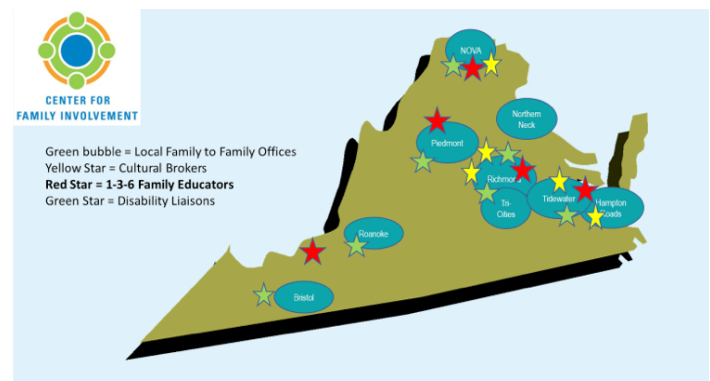 CENTER FOR
FAMILY INVOLVEMENT
Green bubble = Local Family to Family Offices
Yellow Star = Cultural Brokers
Red Star = 1-3-6 Family Educators
Green Star = Disability Liaisons
NOVA
Northern
Neck
Piedmont
Richmond
Tri-
Cities
Tidewater
Hampton
Roads
Roanoke
Bristol